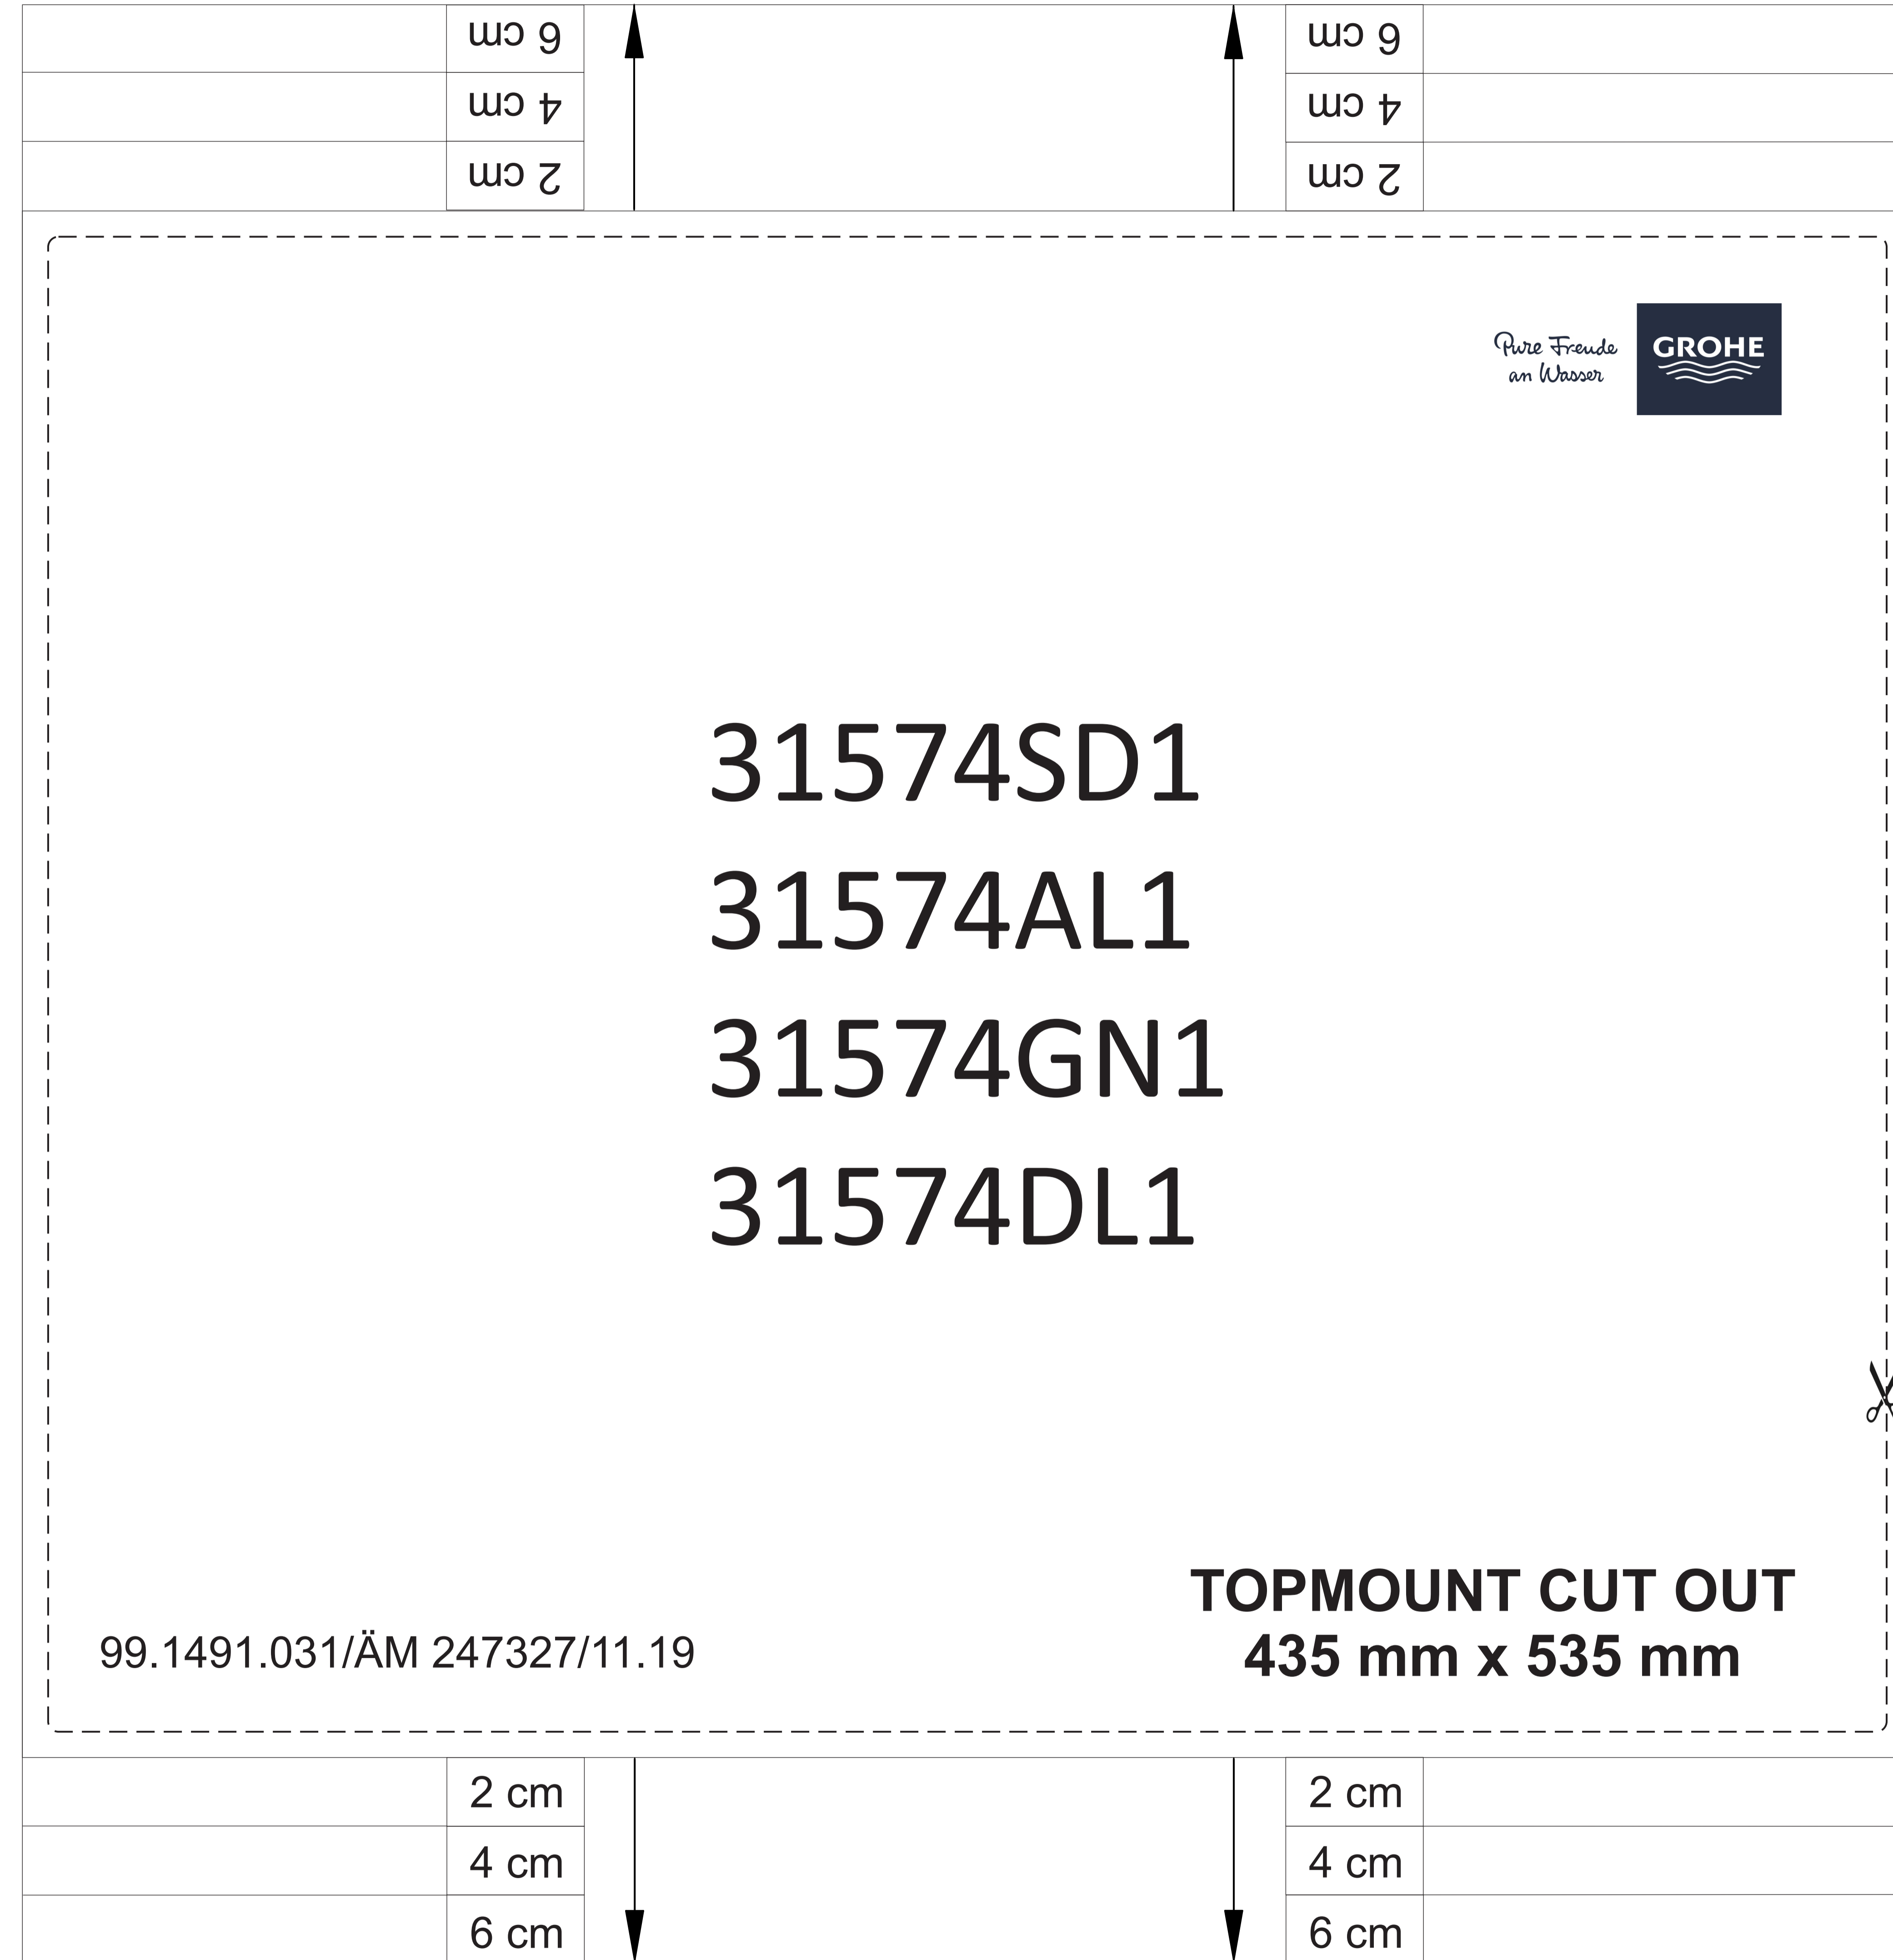 6 cm 6 cm
4 cm 4 cm
2 cm 2 cm
Pure Freude
an Wasser
GROHE
31574SD1
31574AL1
31574GN1
31574DL1
TOPMOUNT CUT OUT
435 mm x 535 mm
99.1491.031/ÄM 247327/11.19
2 cm 2 cm
4 cm 4 cm
6 cm 6 cm